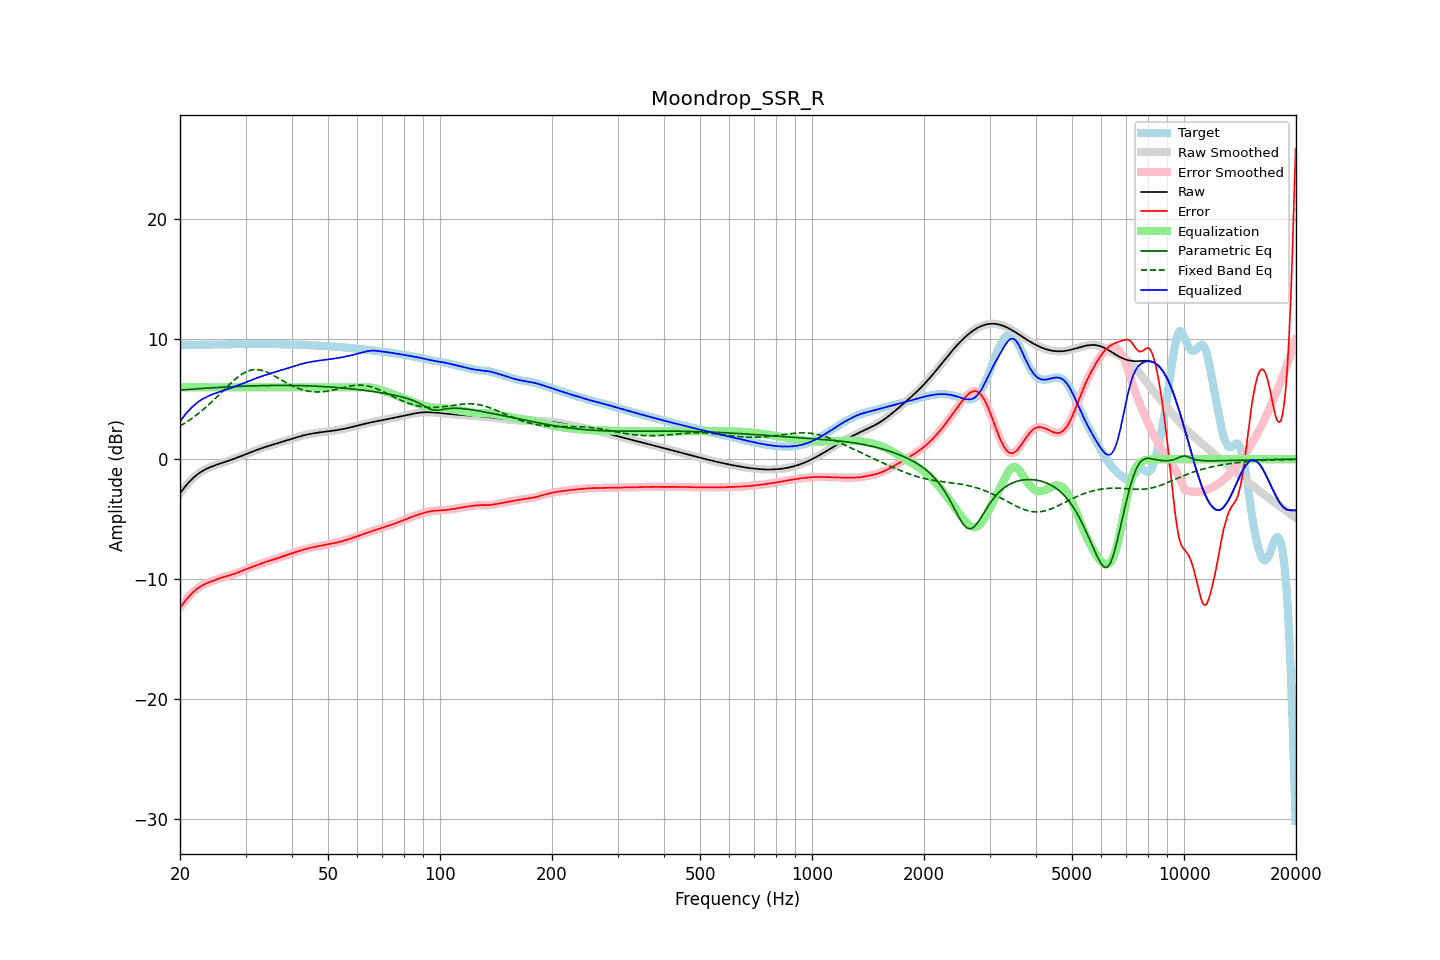 Moondrop_SSR_R
Target
Raw Smoothed
Error Smoothed
Raw
Error
Equalization
Parametric Eq
Fixed Band Eq
Equalized
Amplitude (dBr)
20
10
0
−10
−20
−30
20 50 100 200 500 1000 2000 5000 10000 20000
Frequency (Hz)